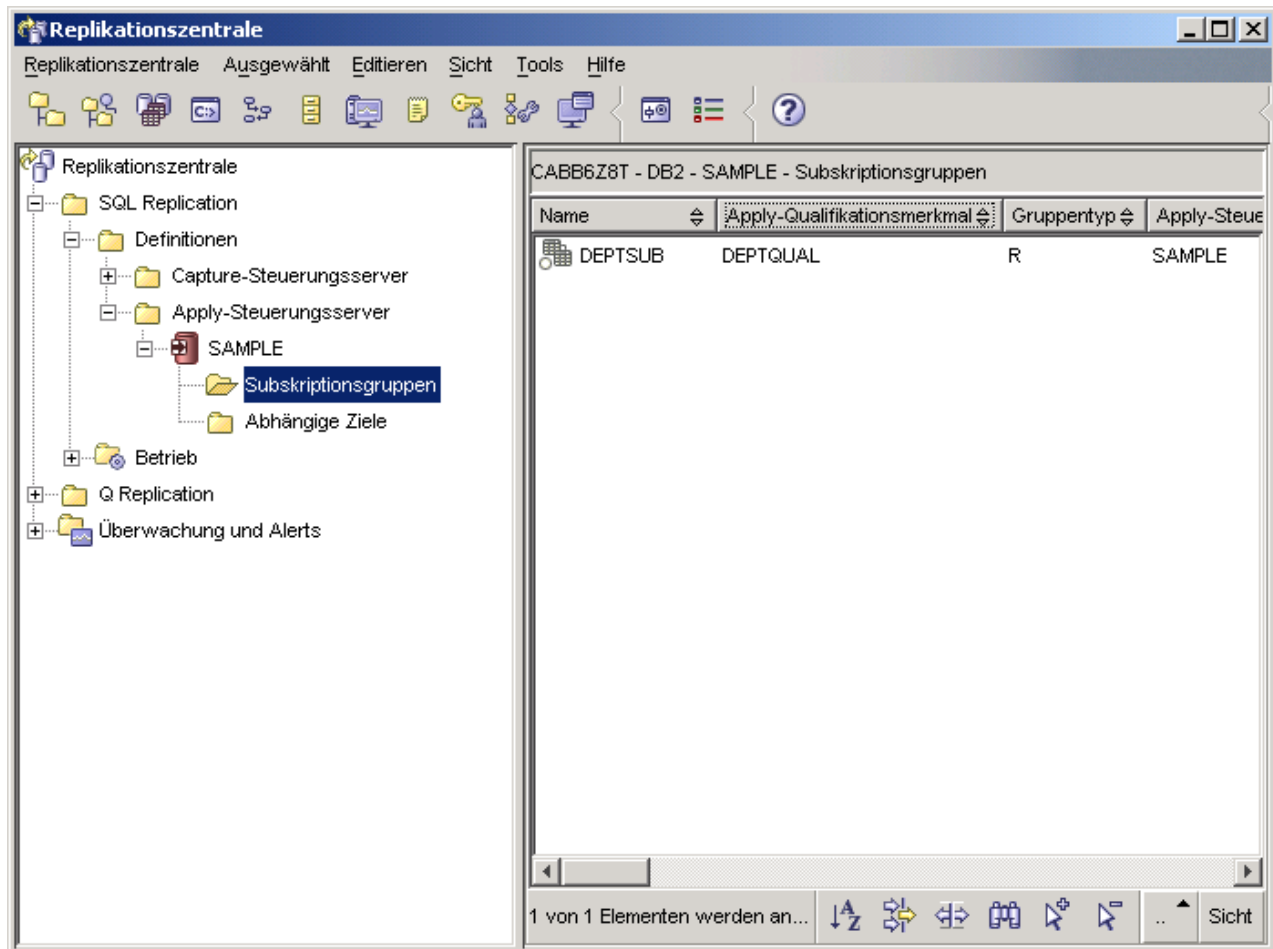 Replikationszentrale
Replikationszentrale Ausgewählt Editieren Sicht Tools Hilfe
C:>
Replikationszentrale
SQL Replication
Definitionen
Capture-Steuerungsserver
Apply-Steuerungsserver
SAMPLE
Subskriptionsgruppen
Abhängige Ziele
Betrieb
Q Replication
Überwachung und Alerts
CABB6Z8T - DB2 - SAMPLE - Subskriptionsgruppen
Name Apply-Qualifikationsmerkmal Gruppentyp Apply-Steue
DEPTSUB DEPTQUAL R SAMPLE
1 von 1 Elementen werden an... .. Sicht